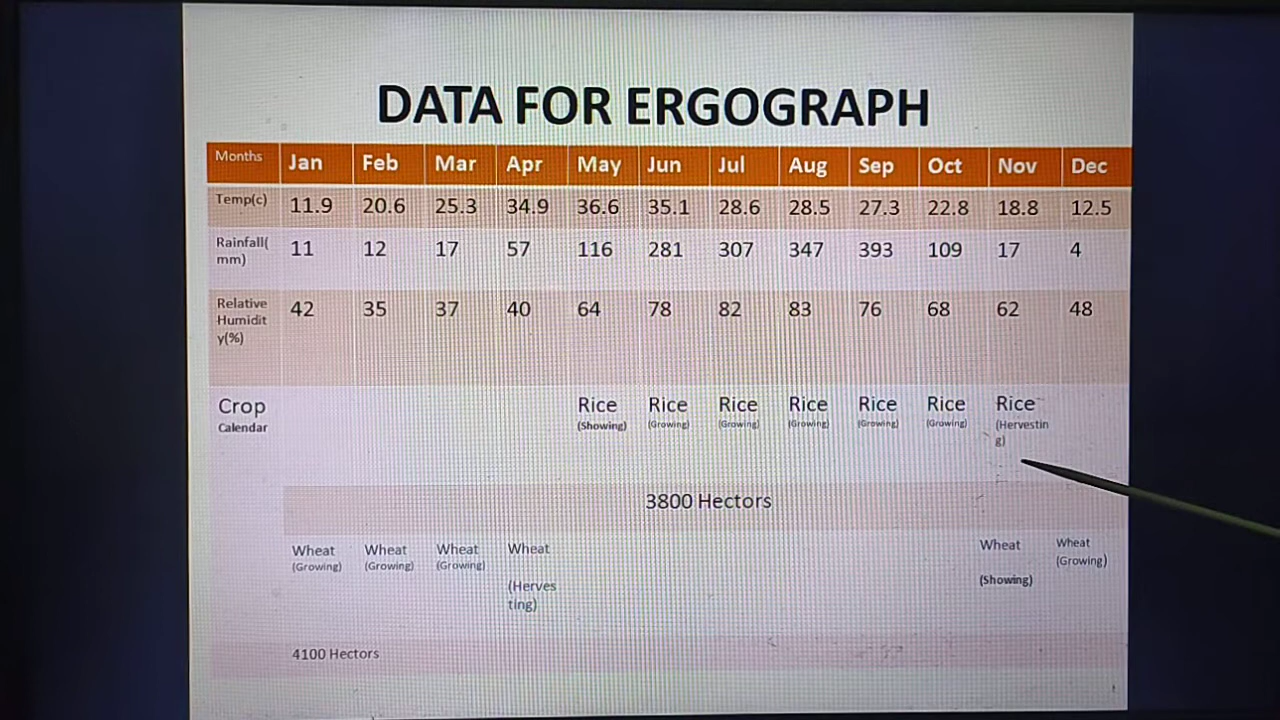 DATA FOR ERGOGRAPH
Months Jan Feb Mar Apr May Jun Jul Aug Sep Oct Nov Dec
Temp(c) 11.9 20.6 25.3 34.9 36.6 35.1 28.6 28.5 27.3 22.8 18.8 12.5
Rainfall( 11 12 17 57 116 281 307 347 393 109 17 4
mm)
Relative 42 35 37 40 64 78 82 83 76 68 62 48
Humidit
y(%)
Crop Rice Rice Rice Rice Rice Rice Rice
Calendar (Showing) (Growing) (Growing) (Growing) (Growing) (Growing) (Hervestin
g)
3800 Hectors
Wheat Wheat Wheat Wheat Wheat Wheat
(Growing) (Growing) (Growing) (Growing)
(Herves (Showing)
ting)
4100 Hectors